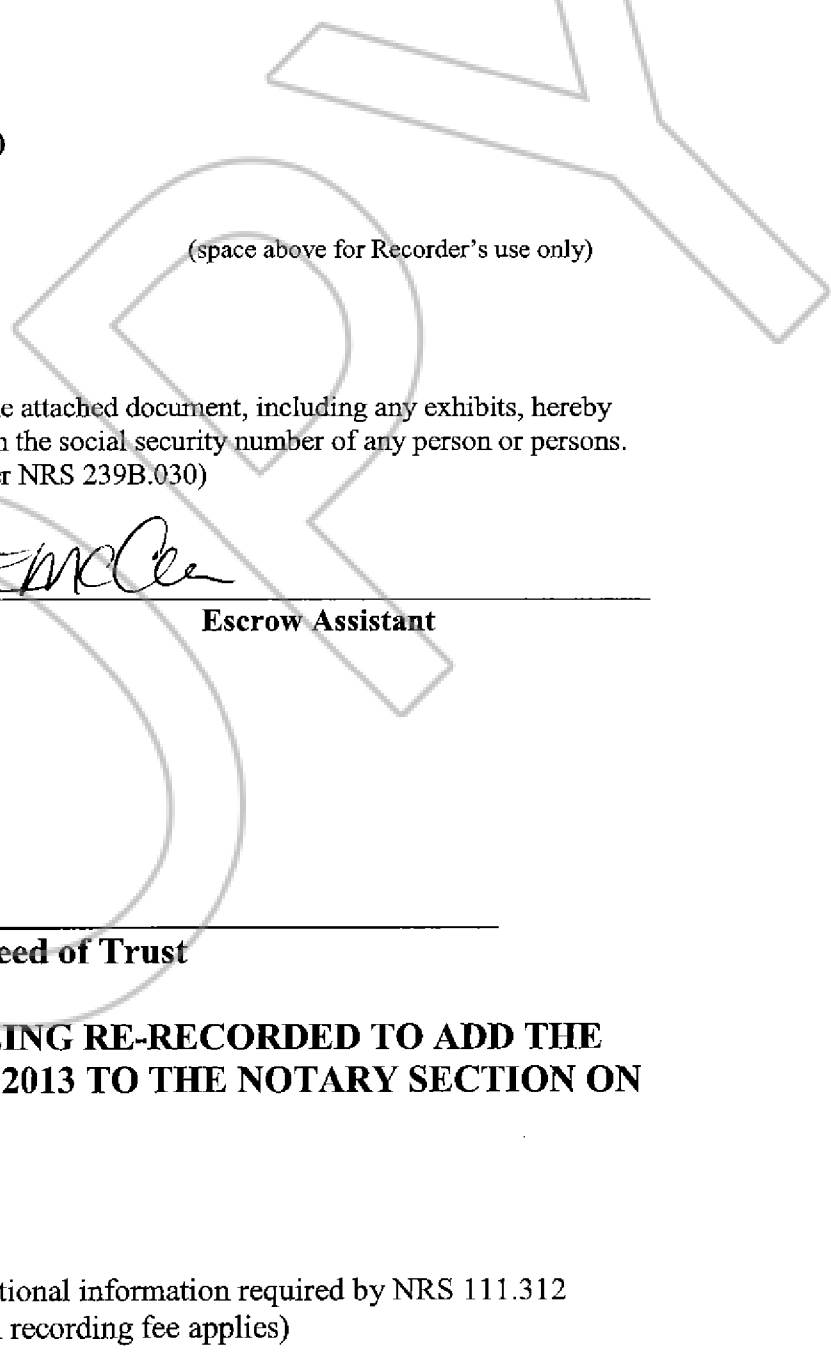 )
(space above for Recorder's use only)
e attached document, including any exhibits, hereby
the social security number of any person or persons.
r NRS 239B.030)
Escrow Assistant
eed of Trust
ING RE-RECORDED TO ADD THE
2013 TO THE NOTARY SECTION ON
tional information required by NRS 111.312
recording fee applies)
COPY